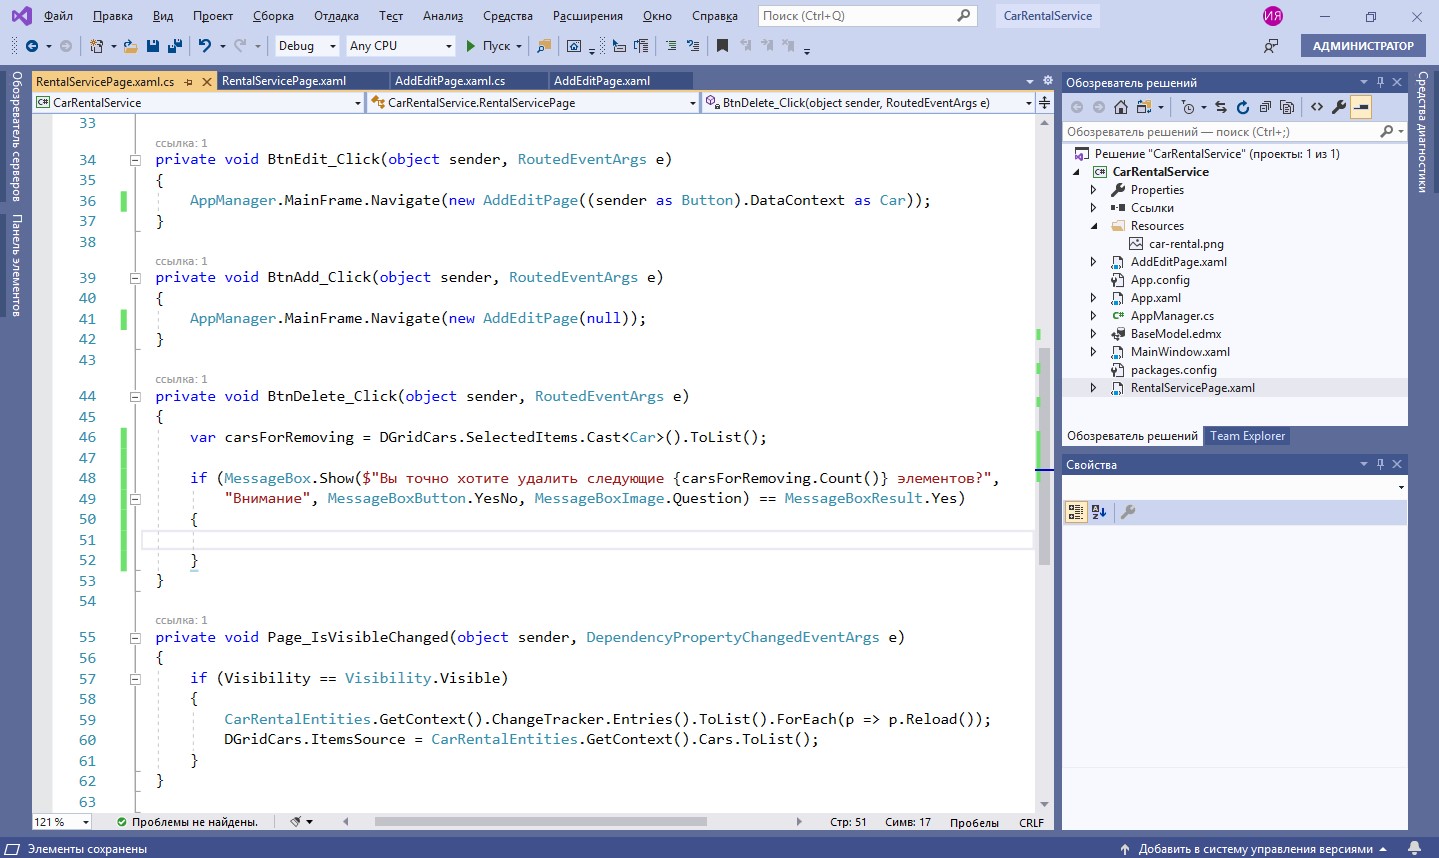 Файл Правка Вид Проект Сборка Отладка Тест Анализ Средства Расширения Окно Справка Поиск (Ctrl+Q) CarRentalService ИЯ
Debug Any CPU Пуск АДМИНИСТРАТОР
Обозреватель серверов
Панель элементов
RentalServicePage.xaml.cs RentalServicePage.xaml AddEditPage.xaml.cs AddEditPage.xaml
CarRentalService CarRentalService.RentalServicePage BtnDelete_Click(object sender, RoutedEventArgs e)
33
ссылка: 1
34 private void BtnEdit_Click(object sender, RoutedEventArgs e)
35 {
36 AppManager.MainFrame.Navigate(new AddEditPage((sender as Button).DataContext as Car));
37 }
38
ссылка: 1
39 private void BtnAdd_Click(object sender, RoutedEventArgs e)
40 {
41 AppManager.MainFrame.Navigate(new AddEditPage(null));
42 }
43
ссылка: 1
44 private void BtnDelete_Click(object sender, RoutedEventArgs e)
45 {
46 var carsForRemoving = DGridCars.SelectedItems.Cast<Car>().ToList();
47
48 if (MessageBox.Show($"Вы точно хотите удалить следующие {carsForRemoving.Count()} элементов?",
49 "Внимание", MessageBoxButton.YesNo, MessageBoxImage.Question) == MessageBoxResult.Yes)
50 {
51
52 }
53 }
54
ссылка: 1
55 private void Page_IsVisibleChanged(object sender, DependencyPropertyChangedEventArgs e)
56 {
57 if (Visibility == Visibility.Visible)
58 {
59 CarRentalEntities.GetContext().ChangeTracker.Entries().ToList().ForEach(p => p.Reload());
60 DGridCars.ItemsSource = CarRentalEntities.GetContext().Cars.ToList();
61 }
62 }
63
121 % Проблемы не найдены. Стр: 51 Симв: 17 Пробелы CRLF
Обозреватель решений
Обозреватель решений — поиск (Ctrl+;)
Решение "CarRentalService" (проекты: 1 из 1)
CarRentalService
Properties
Ссылки
Resources
car-rental.png
AddEditPage.xaml
App.config
App.xaml
AppManager.cs
BaseModel.edmx
MainWindow.xaml
packages.config
RentalServicePage.xaml
Обозреватель решений Team Explorer
Свойства
Средства диагностики
Элементы сохранены Добавить в систему управления версиями